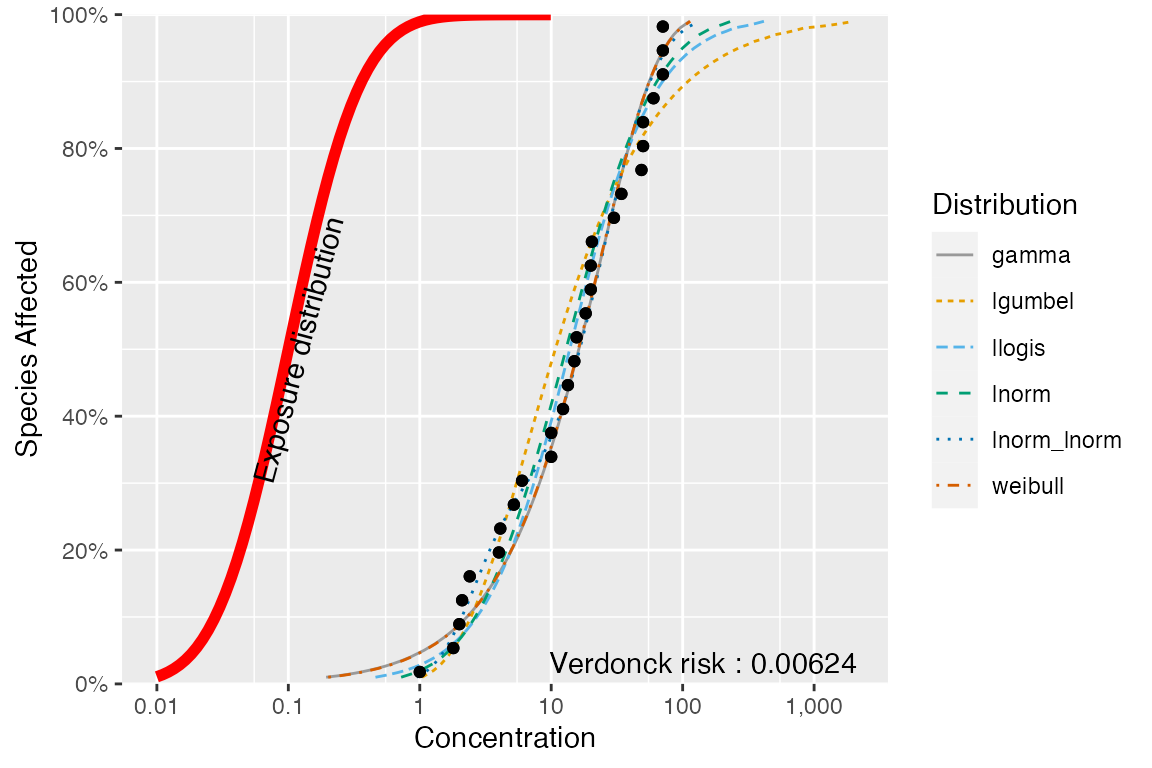 100%
80%
60%
40%
20%
0%
Species Affected
Exposure distribution
Verdonck risk : 0.00624
0.01
0.1
1
10
100
1,000
Concentration
Distribution
gamma
lgumbel
llogis
lnorm
lnorm_lnorm
weibull